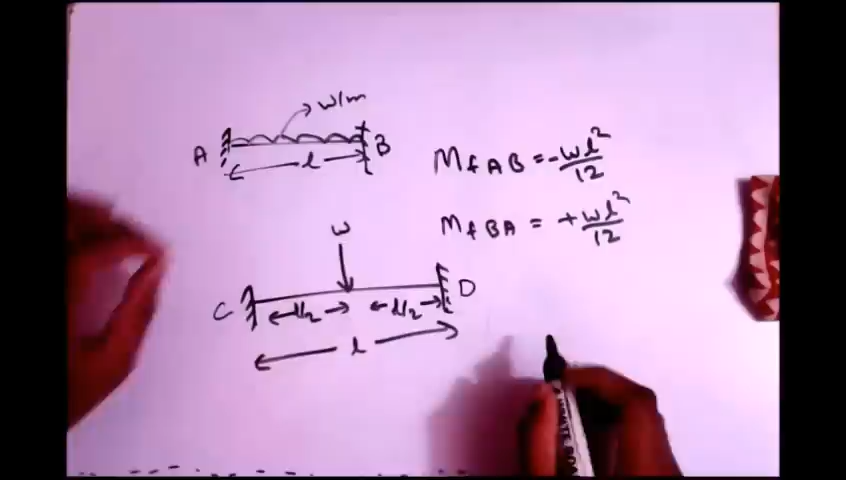 w/m
A B
l
MfAB = -wl²/12
MfBA = +wl²/12
w
C D
l/2 l/2
l